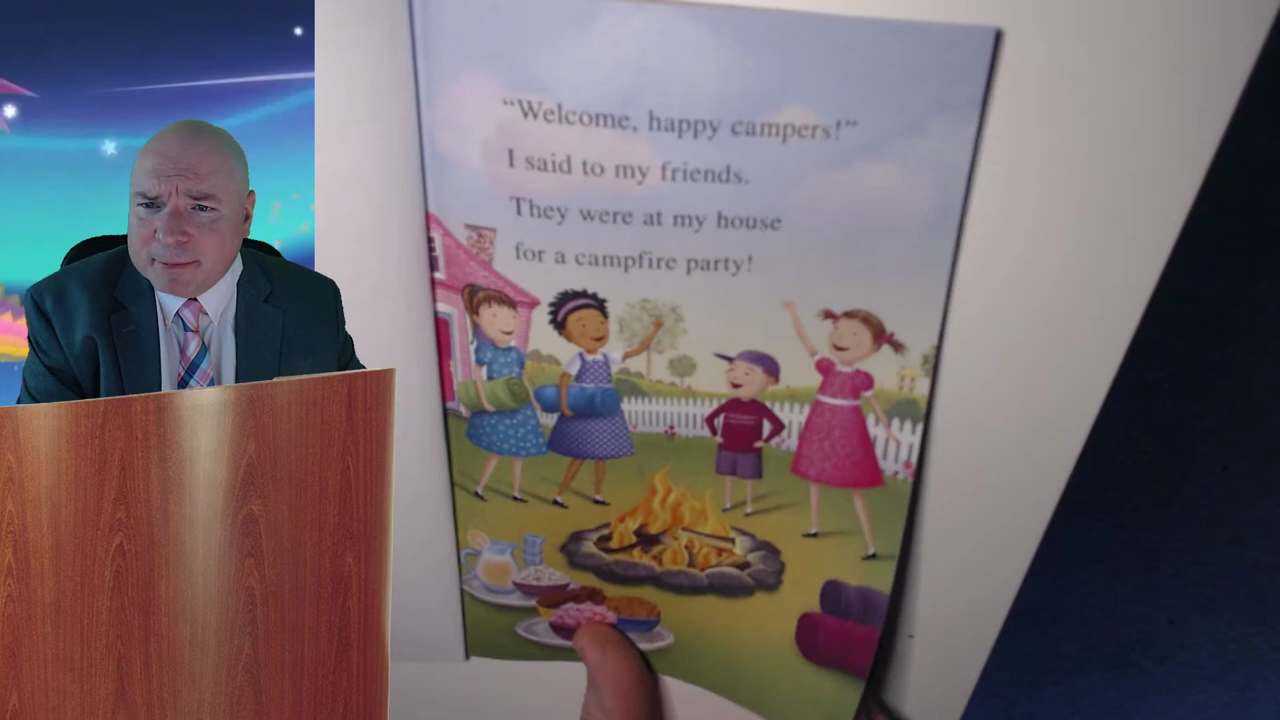 “Welcome, happy campers!”
I said to my friends.
They were at my house
for a campfire party!